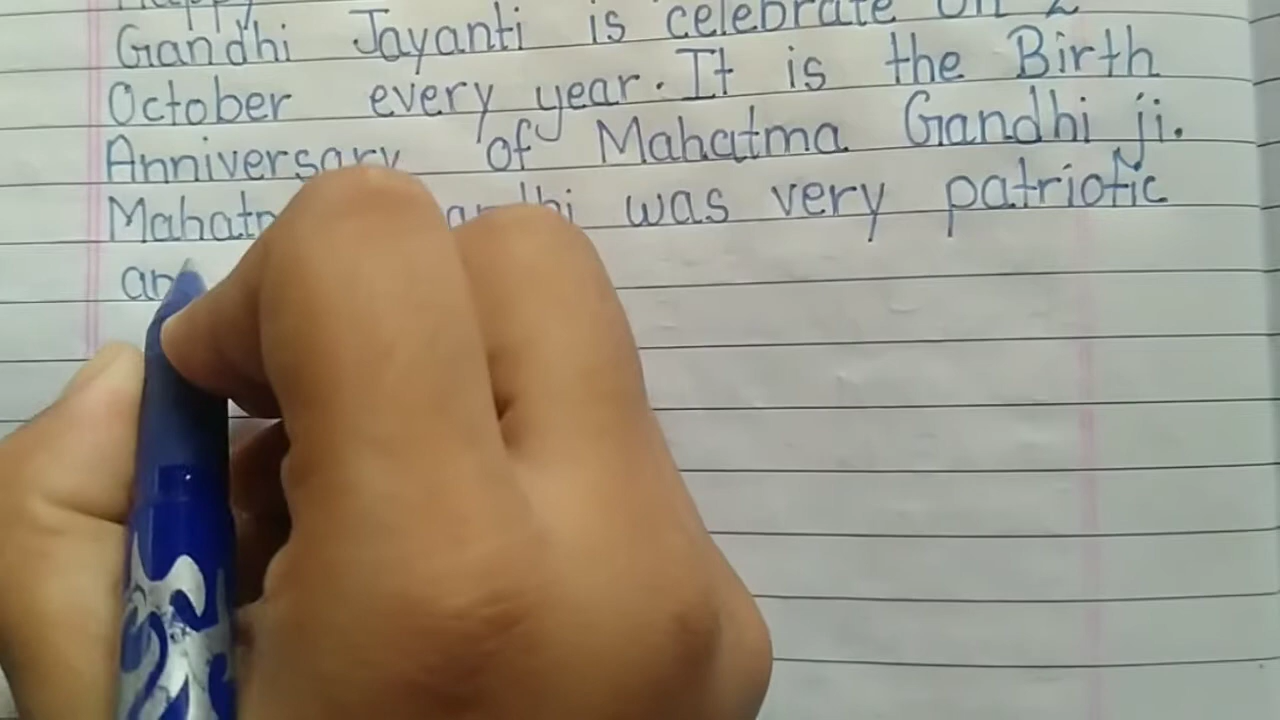 Gandhi Jayanti is celebrate on 2
October every year. It is the Birth
Anniversary of Mahatma Gandhi ji.
was very patriotic